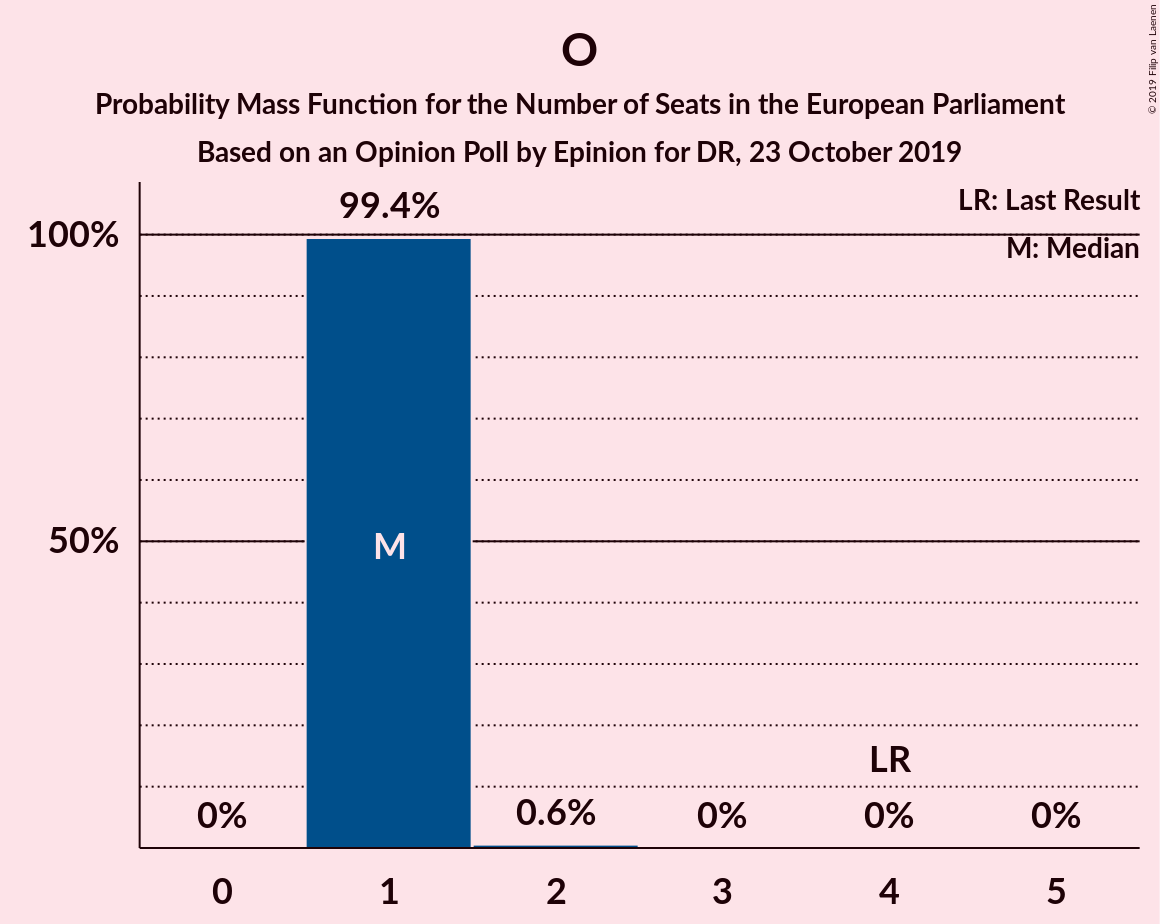 O
Probability Mass Function for the Number of Seats in the European Parliament
Based on an Opinion Poll by Epinion for DR, 23 October 2019
© 2019 Filip van Laenen
LR: Last Result
M: Median
99.4%
100%
50%
M
LR
0%
0.6%
0%
0%
0%
0 1 2 3 4 5